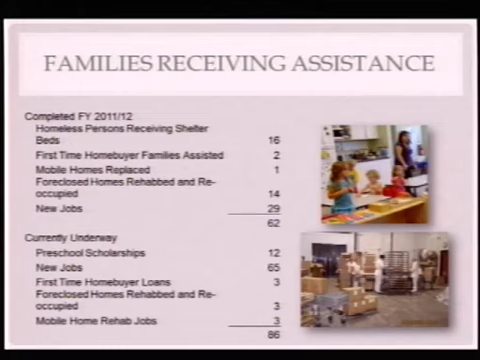 FAMILIES RECEIVING ASSISTANCE
Completed FY 2011/12
Homeless Persons Receiving Shelter
Beds 16
First Time Homebuyer Families Assisted 2
Mobile Homes Replaced 1
Foreclosed Homes Rehabbed and Re-
occupied 14
New Jobs 29
62
Currently Underway
Preschool Scholarships 12
New Jobs 65
First Time Homebuyer Loans 3
Foreclosed Homes Rehabbed and Re-
occupied 3
Mobile Home Rehab Jobs 3
86